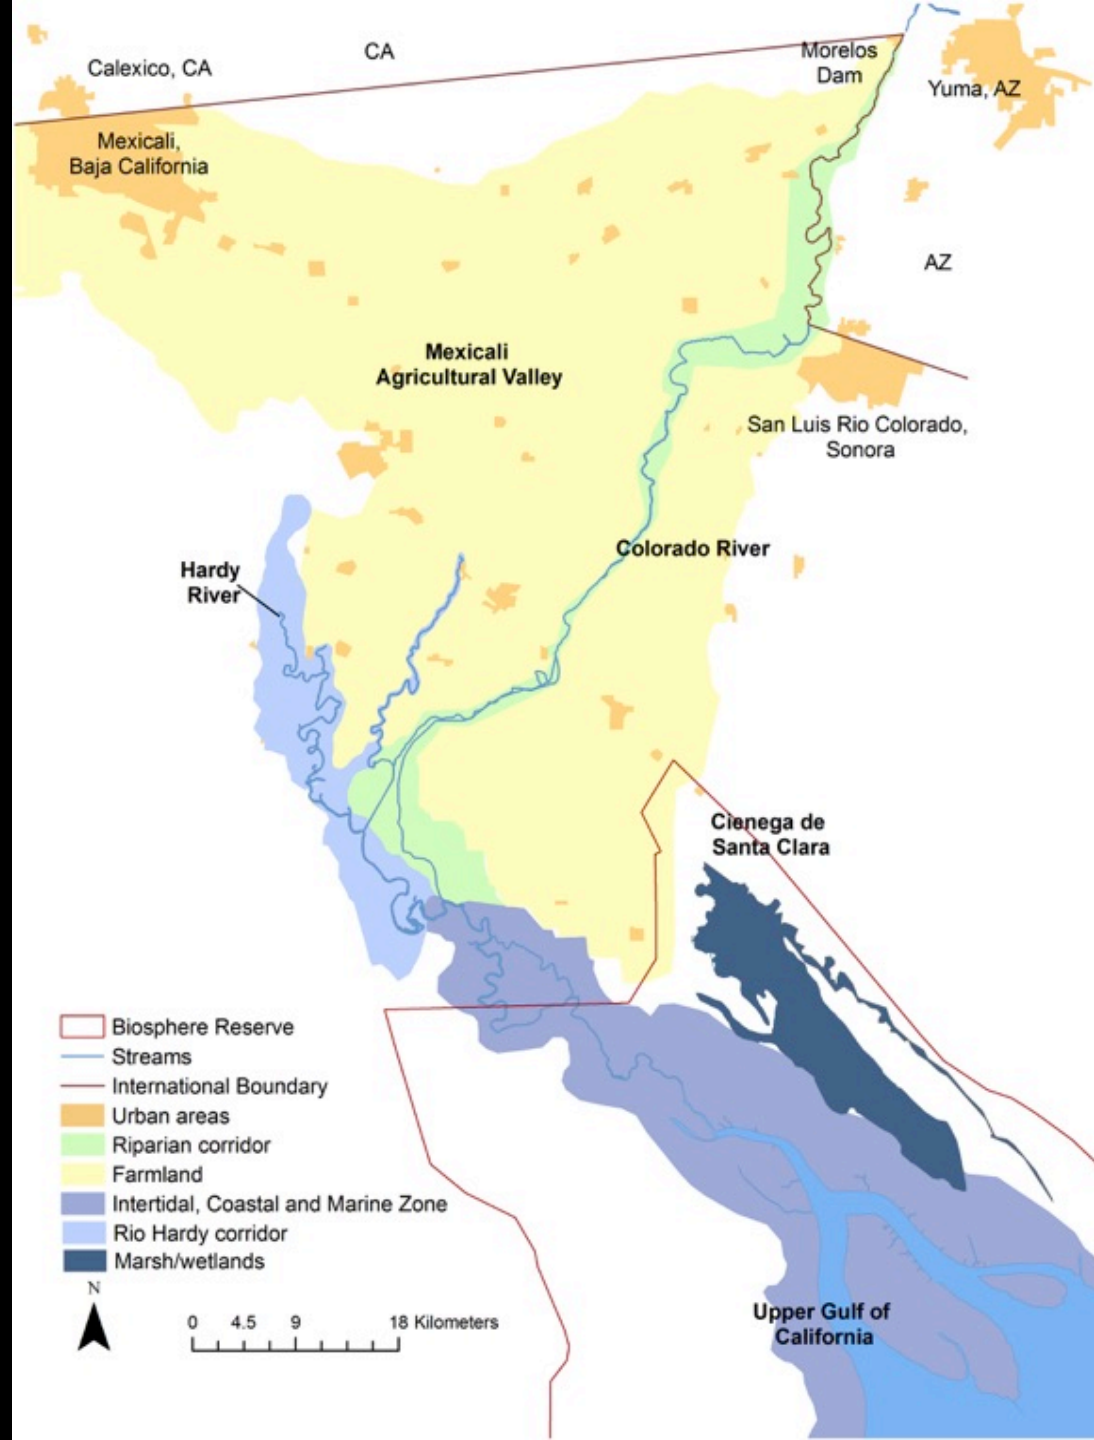 CA
Calexico, CA
Morelos
Dam
Yuma, AZ
Mexicali,
Baja California
AZ
Mexicali
Agricultural Valley
San Luis Rio Colorado,
Sonora
Colorado River
Hardy
River
Cienega de
Santa Clara
Biosphere Reserve
Streams
International Boundary
Urban areas
Riparian corridor
Farmland
Intertidal, Coastal and Marine Zone
Rio Hardy corridor
Marsh/wetlands
N
0 4.5 9 18 Kilometers
Upper Gulf of
California